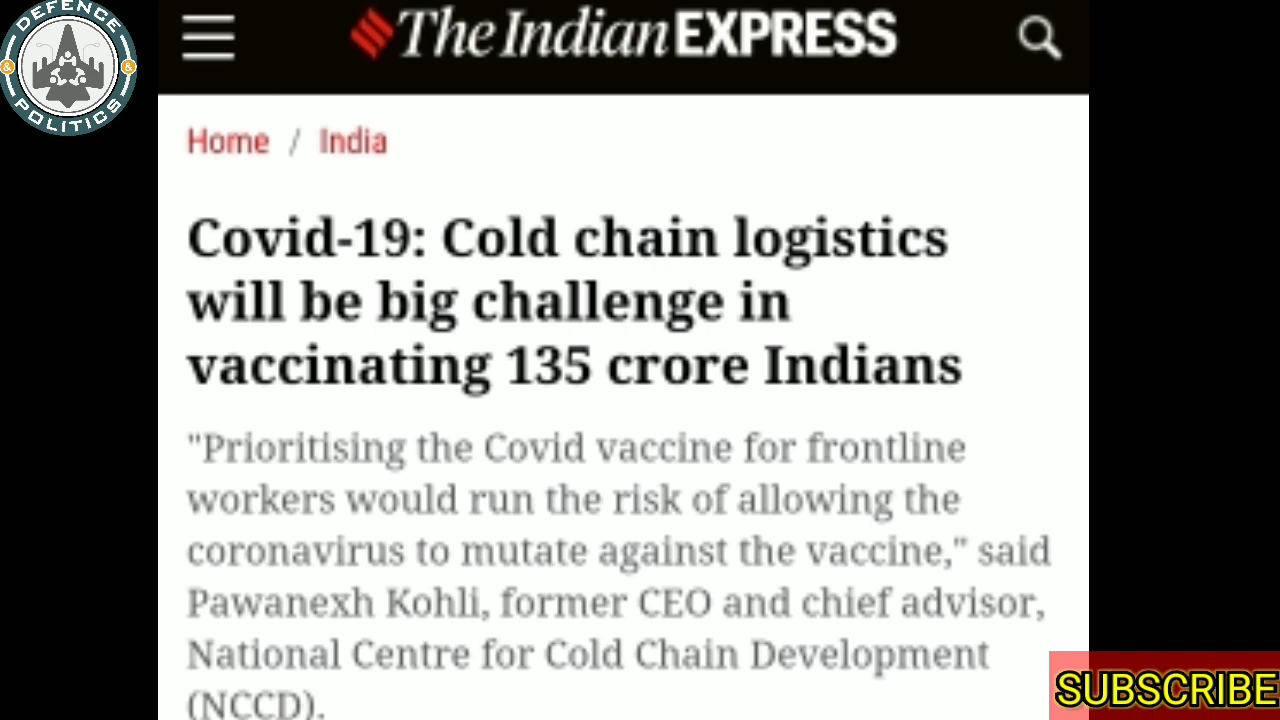 DEFENCE
&
&
POLITICS
The Indian EXPRESS
Home / India
Covid-19: Cold chain logistics
will be big challenge in
vaccinating 135 crore Indians
"Prioritising the Covid vaccine for frontline
workers would run the risk of allowing the
coronavirus to mutate against the vaccine," said
Pawanexh Kohli, former CEO and chief advisor,
National Centre for Cold Chain Development
(NCCD).
SUBSCRIBE